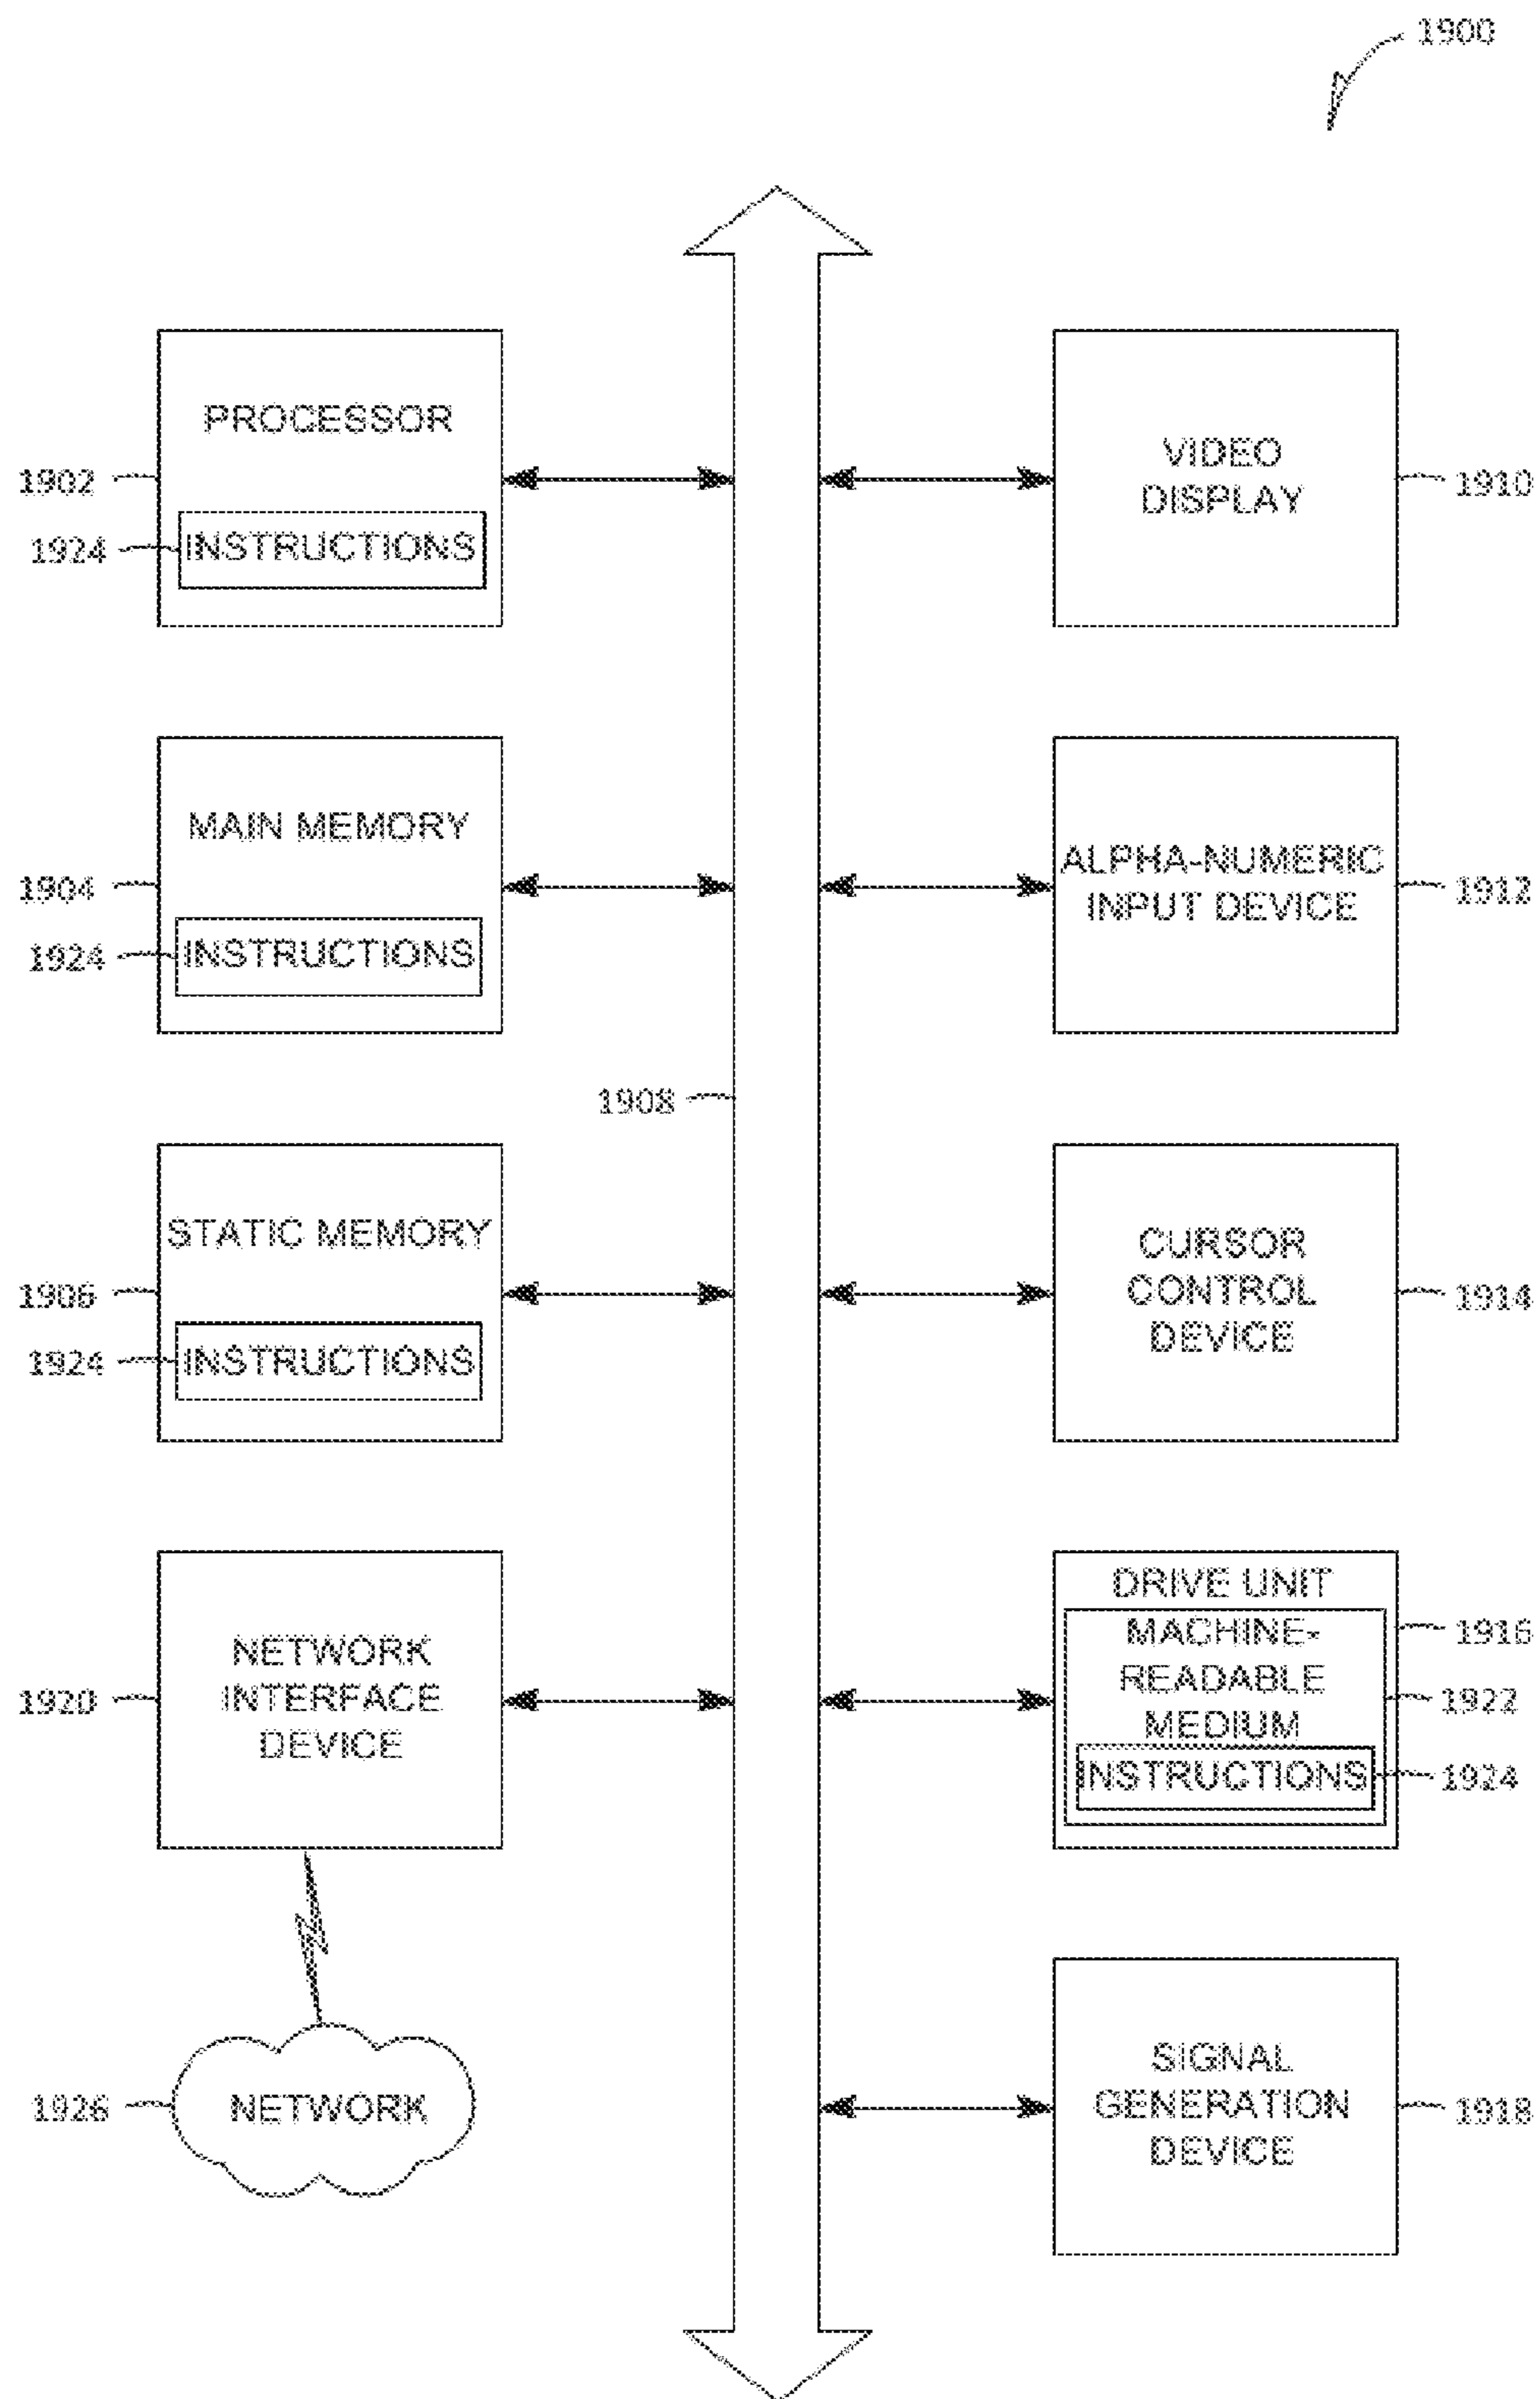 1900
PROCESSOR
1902
1924
INSTRUCTIONS
VIDEO
DISPLAY
1910
MAIN MEMORY
1904
1924
INSTRUCTIONS
ALPHA-NUMERIC
INPUT DEVICE
1912
1908
STATIC MEMORY
1906
1924
INSTRUCTIONS
CURSOR
CONTROL
DEVICE
1914
NETWORK
INTERFACE
DEVICE
1920
DRIVE UNIT
1916
MACHINE-
READABLE
MEDIUM
1922
INSTRUCTIONS
1924
1926
NETWORK
SIGNAL
GENERATION
DEVICE
1918